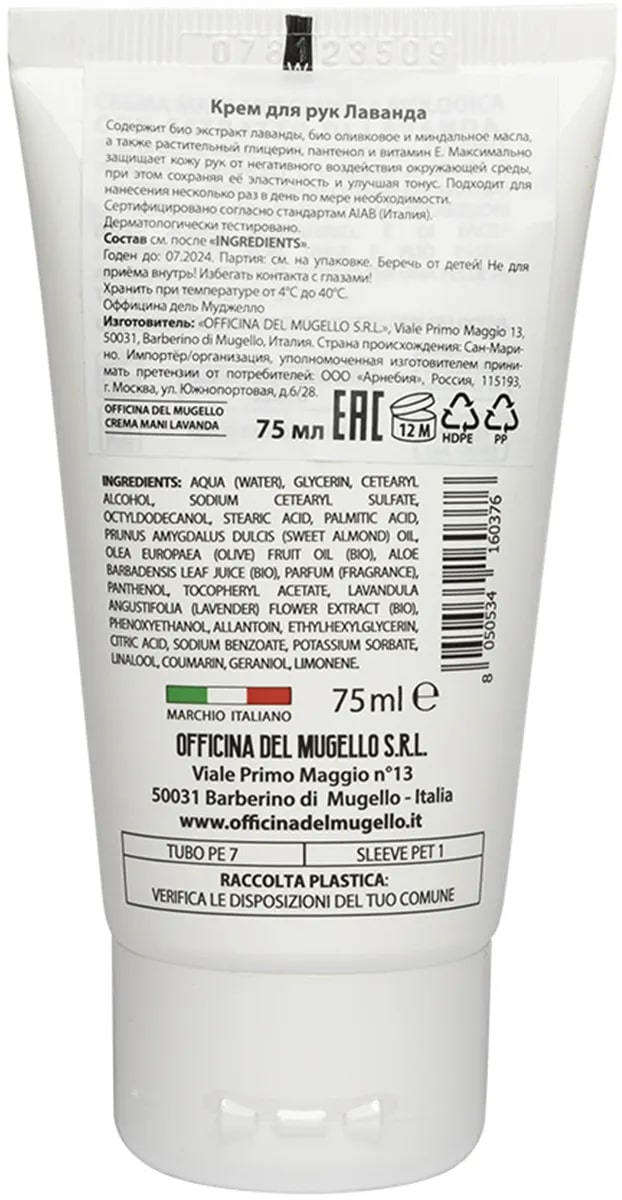 078123509
Крем для рук Лаванда
Содержит био экстракт лаванды, био оливковое и миндальное масла,
а также растительный глицерин, пантенол и витамин Е. Максимально
защищает кожу рук от негативного воздействия окружающей среды,
при этом сохраняя её эластичность и улучшая тонус. Подходит для
нанесения несколько раз в день по мере необходимости.
Сертифицировано согласно стандартам AIAB (Италия).
Дерматологически тестировано.
Состав см. после «INGREDIENTS».
Годен до: 07.2024. Партия: см. на упаковке. Беречь от детей! Не для
приёма внутрь! Избегать контакта с глазами!
Хранить при температуре от 4°C до 40°C.
Оффицина дель Муджелло
Изготовитель: «OFFICINA DEL MUGELLO S.R.L.», Viale Primo Maggio 13,
50031, Barberino di Mugello, Италия. Страна происхождения: Сан-Мари-
но. Импортёр/организация, уполномоченная изготовителем прини-
мать претензии от потребителей: ООО «Арнебия», Россия, 115193,
г. Москва, ул. Южнопортовая, д.6/28.
OFFICINA DEL MUGELLO
CREMA MANI LAVANDA
75 мл EAC 12 M HDPE PP
INGREDIENTS: AQUA (WATER), GLYCERIN, CETEARYL
ALCOHOL, SODIUM CETEARYL SULFATE,
OCTYLDODECANOL, STEARIC ACID, PALMITIC ACID,
PRUNUS AMYGDALUS DULCIS (SWEET ALMOND) OIL,
OLEA EUROPAEA (OLIVE) FRUIT OIL (BIO), ALOE
BARBADENSIS LEAF JUICE (BIO), PARFUM (FRAGRANCE),
PANTHENOL, TOCOPHERYL ACETATE, LAVANDULA
ANGUSTIFOLIA (LAVENDER) FLOWER EXTRACT (BIO),
PHENOXYETHANOL, ALLANTOIN, ETHYLHEXYLGLYCERIN,
CITRIC ACID, SODIUM BENZOATE, POTASSIUM SORBATE,
LINALOOL, COUMARIN, GERANIOL, LIMONENE.
8 050534 160376
MARCHIO ITALIANO
75ml e
OFFICINA DEL MUGELLO S.R.L.
Viale Primo Maggio n°13
50031 Barberino di Mugello - Italia
www.officinadelmugello.it
TUBO PE 7 SLEEVE PET 1
RACCOLTA PLASTICA:
VERIFICA LE DISPOSIZIONI DEL TUO COMUNE